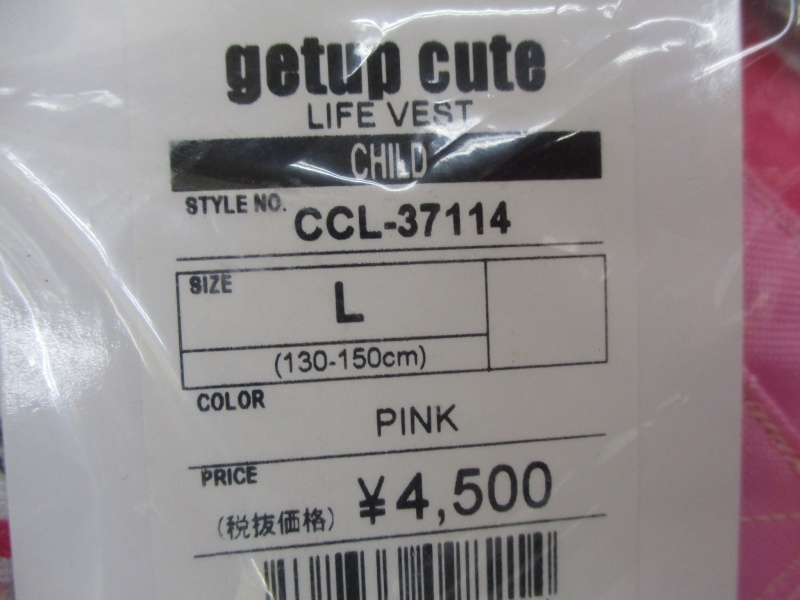 getup cute
LIFE VEST
CHILD
STYLE NO. CCL-37114
SIZE
L
(130-150cm)
COLOR
PINK
PRICE
(税抜価格) ¥4,500